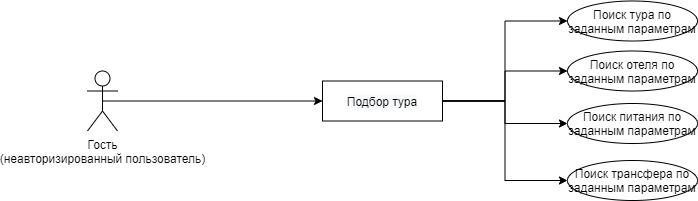 Поиск тура по
заданным параметрам
Поиск отеля по
заданным параметрам
Подбор тура
Поиск питания по
заданным параметрам
Гость
(неавторизированный пользователь)
Поиск трансфера по
заданным параметрам